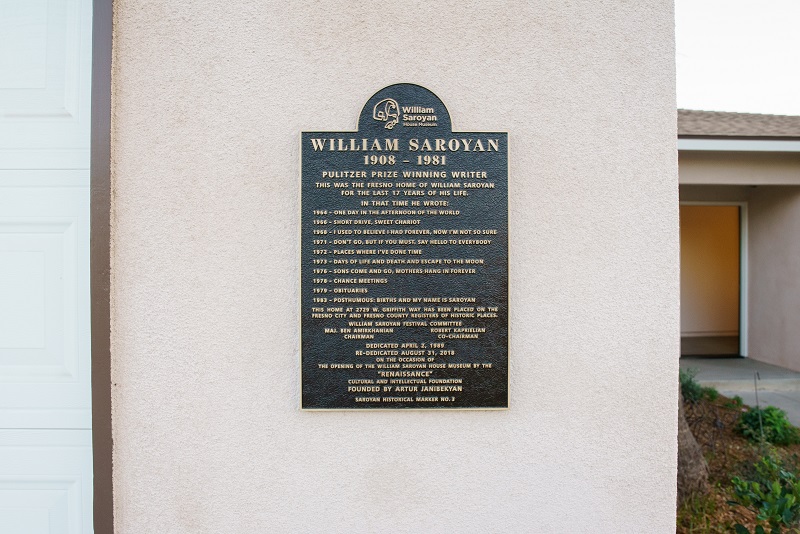 William
Saroyan
House Museum
WILLIAM SAROYAN
1908 – 1981
PULITZER PRIZE WINNING WRITER
THIS WAS THE FRESNO HOME OF WILLIAM SAROYAN
FOR THE LAST 17 YEARS OF HIS LIFE.
IN THAT TIME HE WROTE:
1964 – ONE DAY IN THE AFTERNOON OF THE WORLD
1966 – SHORT DRIVE, SWEET CHARIOT
1968 – I USED TO BELIEVE I HAD FOREVER, NOW I'M NOT SO SURE
1971 – DON'T GO, BUT IF YOU MUST, SAY HELLO TO EVERYBODY
1972 – PLACES WHERE I'VE DONE TIME
1973 – DAYS OF LIFE AND DEATH AND ESCAPE TO THE MOON
1976 – SONS COME AND GO, MOTHERS HANG IN FOREVER
1978 – CHANCE MEETINGS
1979 – OBITUARIES
1983 – POSTHUMOUS: BIRTHS AND MY NAME IS SAROYAN
THIS HOME AT 2729 W. GRIFFITH WAY HAS BEEN PLACED ON THE
FRESNO CITY AND FRESNO COUNTY REGISTERS OF HISTORIC PLACES.
WILLIAM SAROYAN FESTIVAL COMMITTEE
MAJ. BEN AMIRKHANIAN ROBERT KAPRIELIAN
CHAIRMAN CO-CHAIRMAN
DEDICATED APRIL 2, 1989
RE-DEDICATED AUGUST 31, 2018
ON THE OCCASION OF
THE OPENING OF THE WILLIAM SAROYAN HOUSE MUSEUM BY THE
"RENAISSANCE"
CULTURAL AND INTELLECTUAL FOUNDATION
FOUNDED BY ARTUR JANIBEKYAN
SAROYAN HISTORICAL MARKER NO.3